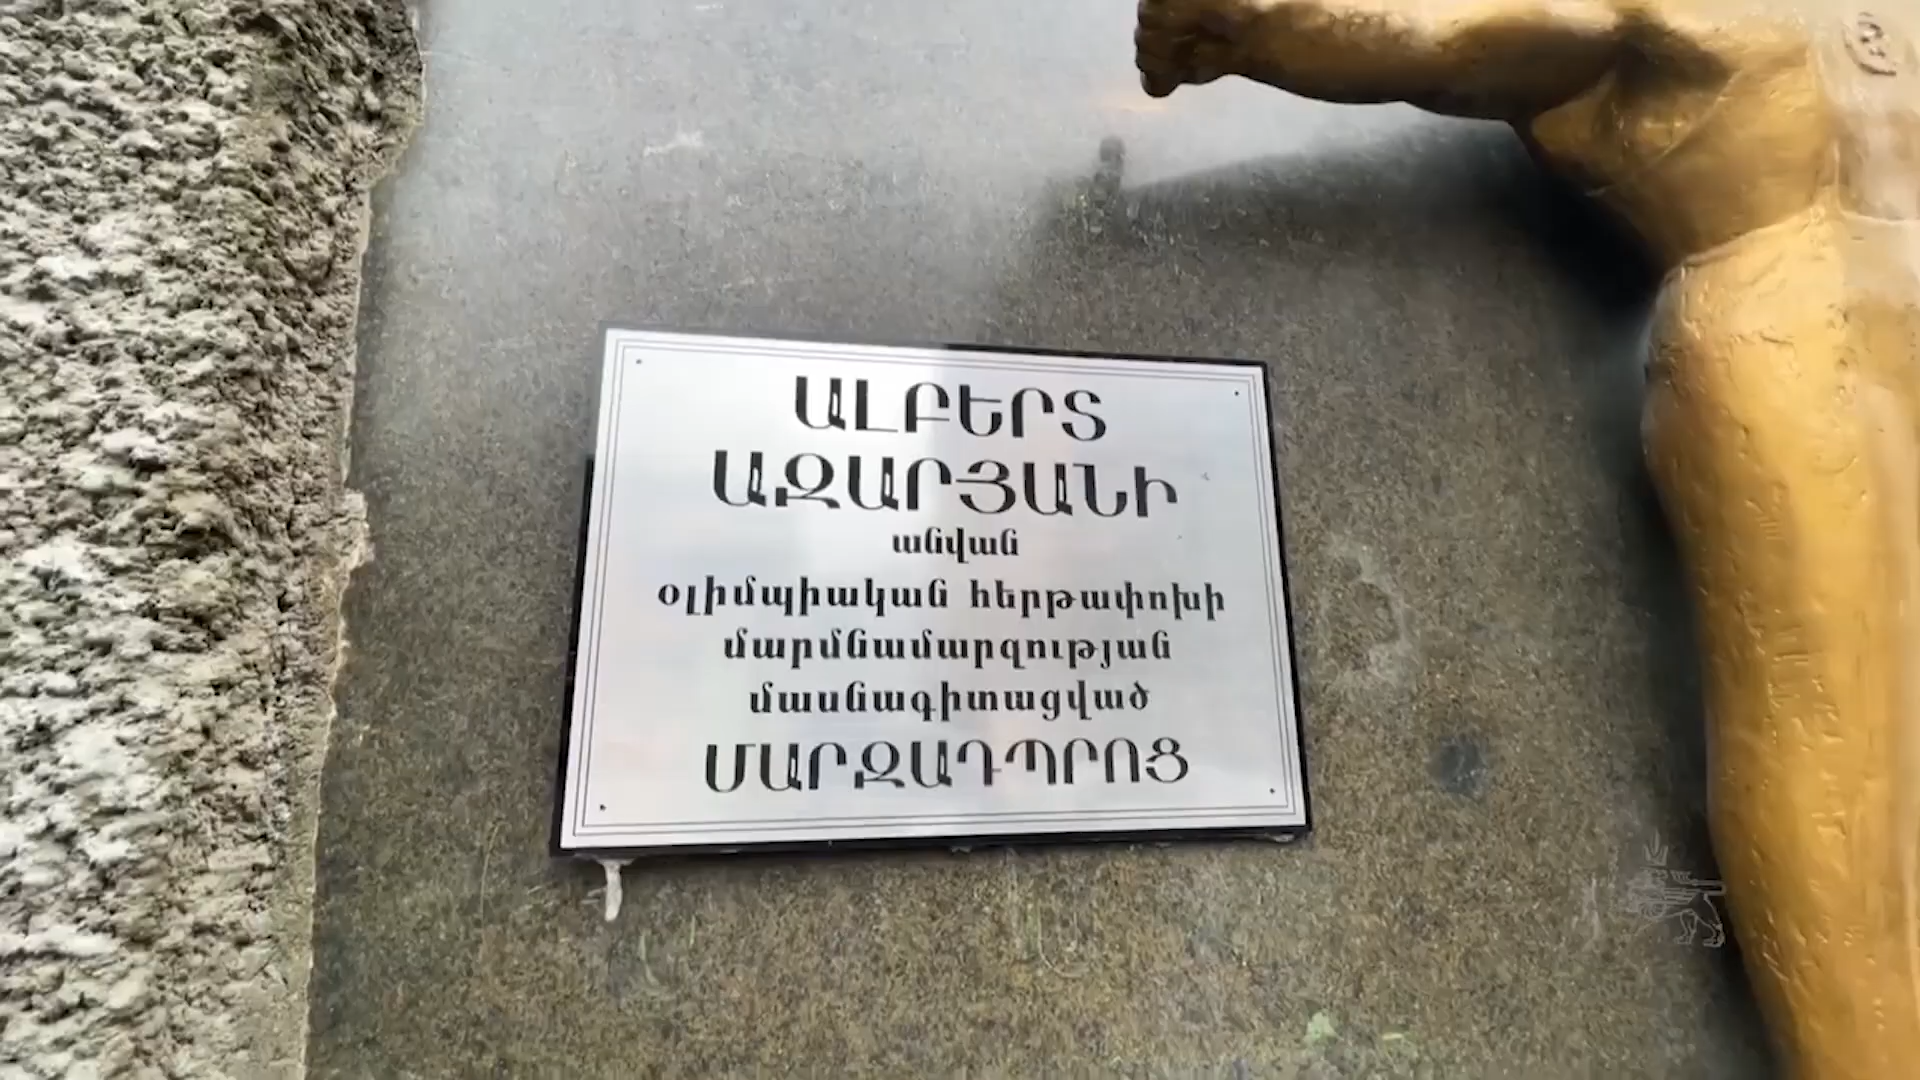 ԱԼԲԵՐՏ
ԱԶԱՐՅԱՆԻ
անվան
օլիմպիական հերթափոխի
մարմնամարզության
մասնագիտացված
ՄԱՐԶԱԴՊՐՈՑ